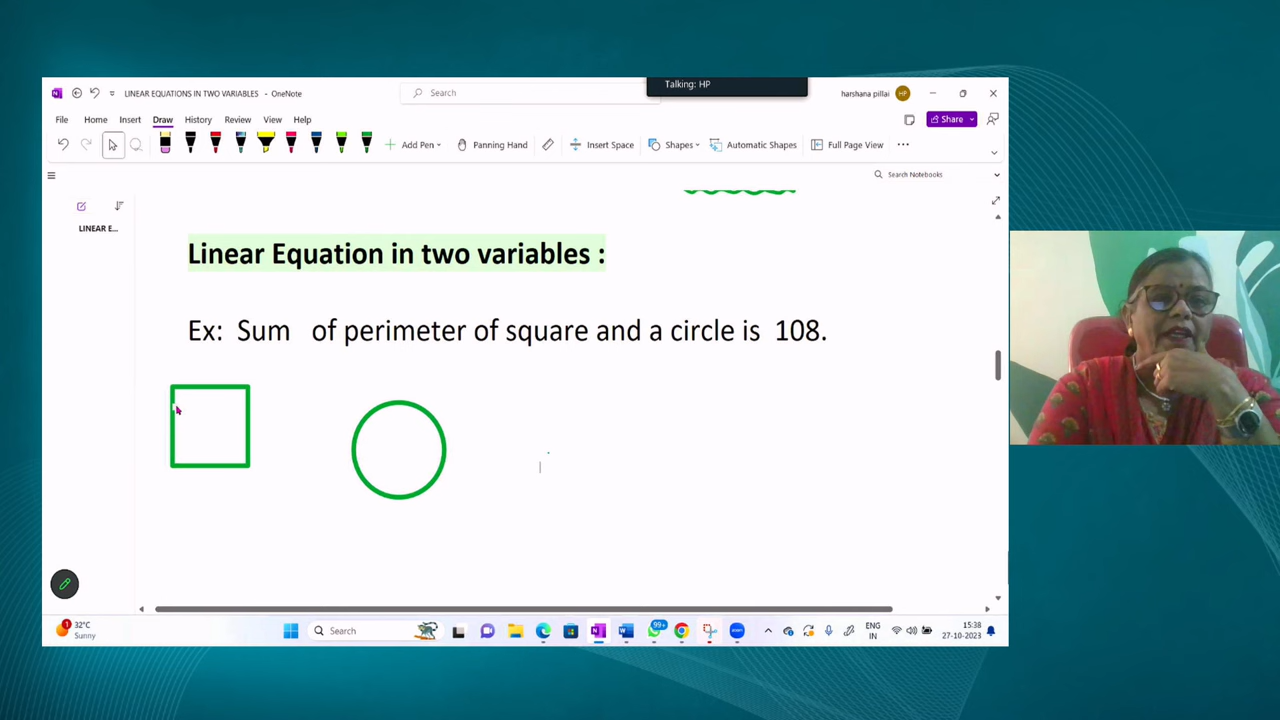 Talking: HP
LINEAR EQUATIONS IN TWO VARIABLES - OneNote
Search
harshana pillai
HP
File Home Insert Draw History Review View Help
Share
Add Pen
Panning Hand
Insert Space
Shapes
Automatic Shapes
Full Page View
Search Notebooks
LINEAR E...
Linear Equation in two variables :
Ex: Sum of perimeter of square and a circle is 108.
1
32°C
Sunny
Search
99+
ENG
IN
15:38
27-10-2023